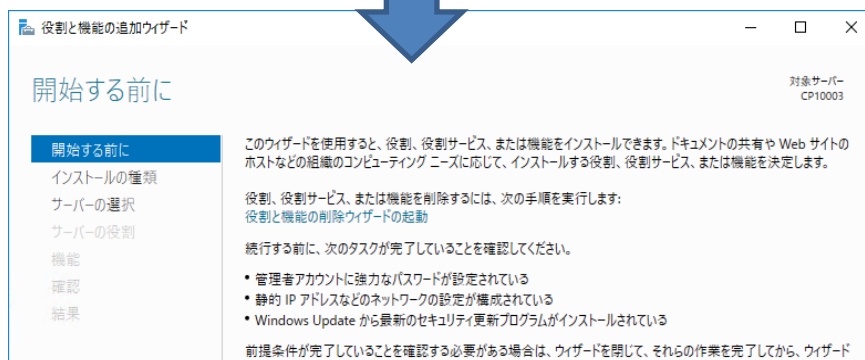 役割と機能の追加ウィザード
開始する前に
対象サーバー
CP10003
開始する前に
インストールの種類
サーバーの選択
サーバーの役割
機能
確認
結果
このウィザードを使用すると、役割、役割サービス、または機能をインストールできます。ドキュメントの共有や Web サイトの
ホストなどの組織のコンピューティング ニーズに応じて、インストールする役割、役割サービス、または機能を決定します。
役割、役割サービス、または機能を削除するには、次の手順を実行します:
役割と機能の削除ウィザードの起動
続行する前に、次のタスクが完了していることを確認してください。
• 管理者アカウントに強力なパスワードが設定されている
• 静的 IP アドレスなどのネットワークの設定が構成されている
• Windows Update から最新のセキュリティ更新プログラムがインストールされている
前提条件が完了していることを確認する必要がある場合は、ウィザードを閉じて、それらの作業を完了してから、ウィザード